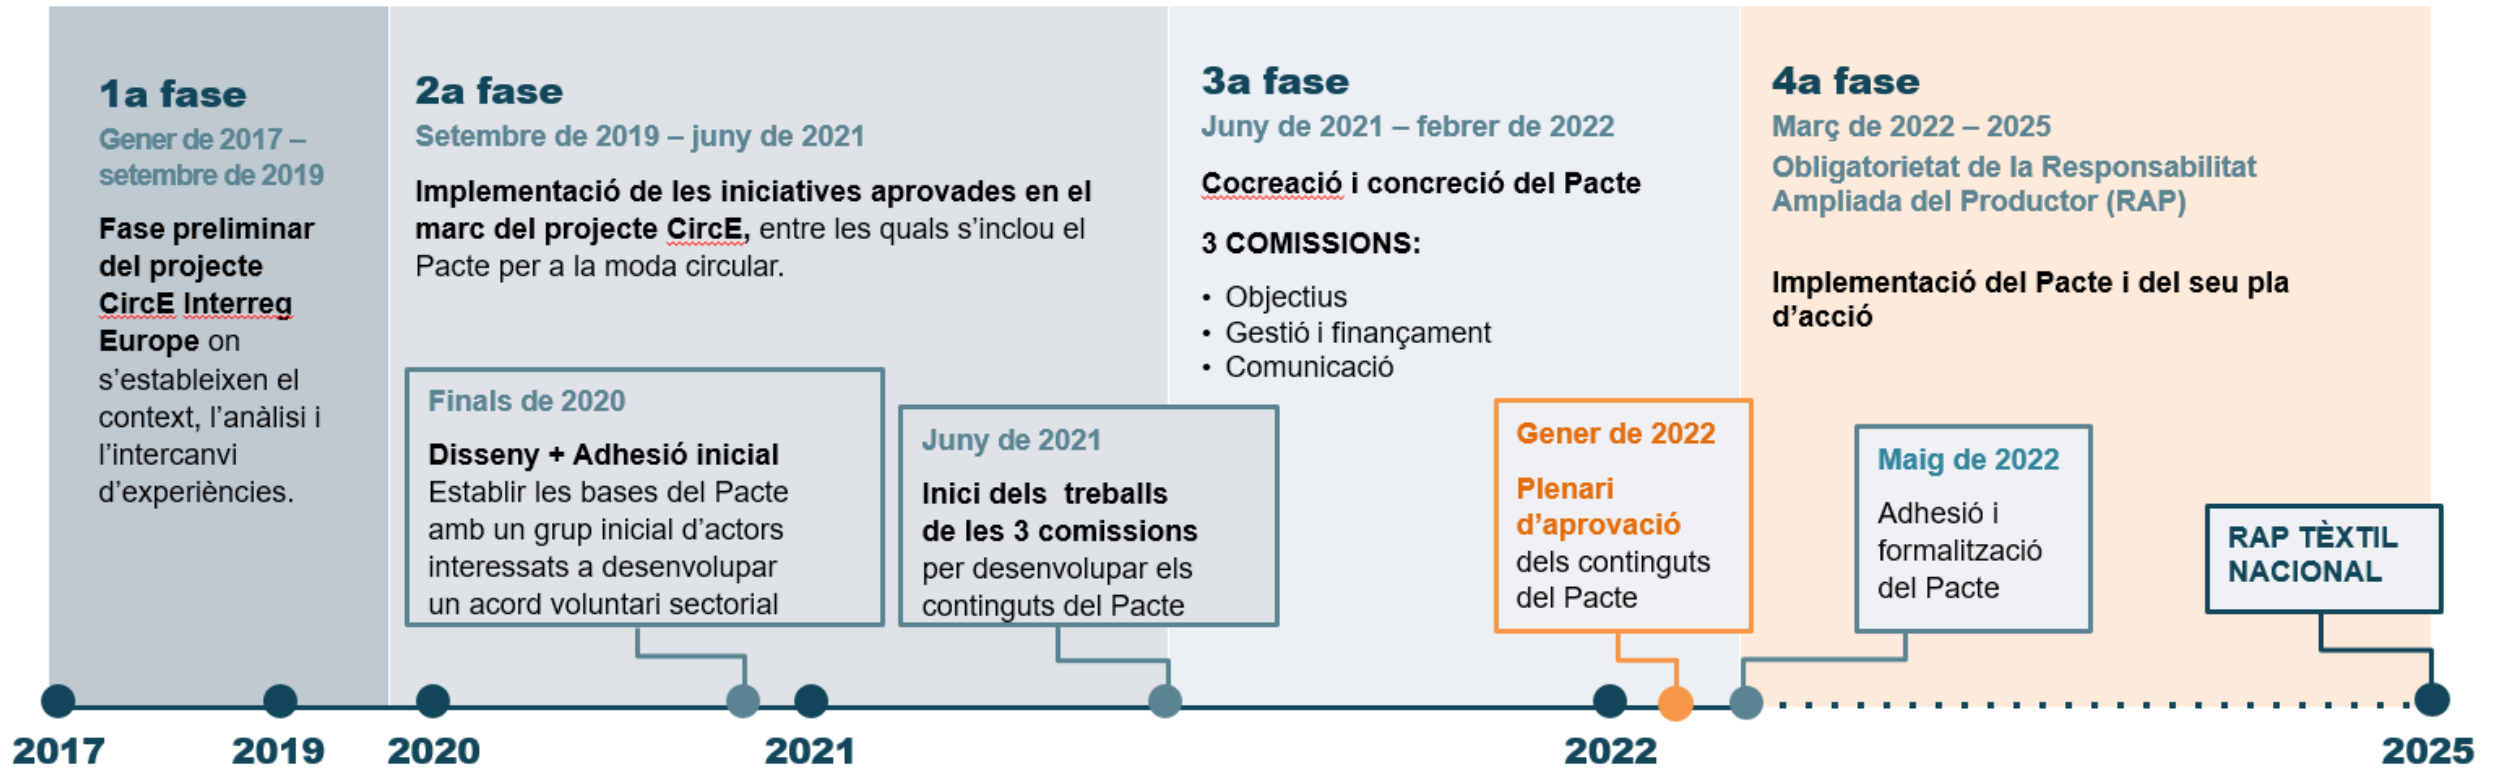 1a fase
Gener de 2017 –
setembre de 2019
Fase preliminar
del projecte
CircE Interreg
Europe on
s’estableixen el
context, l’anàlisi i
l’intercanvi
d’experiències.
2a fase
Setembre de 2019 – juny de 2021
Implementació de les iniciatives aprovades en el
marc del projecte CircE, entre les quals s’inclou el
Pacte per a la moda circular.
Finals de 2020
Disseny + Adhesió inicial
Establir les bases del Pacte
amb un grup inicial d’actors
interessats a desenvolupar
un acord voluntari sectorial
Juny de 2021
Inici dels  treballs
de les 3 comissions
per desenvolupar els
continguts del Pacte
3a fase
Juny de 2021 – febrer de 2022
Cocreació i concreció del Pacte
3 COMISSIONS:
• Objectius
• Gestió i finançament
• Comunicació
Gener de 2022
Plenari
d’aprovació
dels continguts
del Pacte
4a fase
Març de 2022 – 2025
Obligatorietat de la Responsabilitat
Ampliada del Productor (RAP)
Implementació del Pacte i del seu pla
d’acció
Maig de 2022
Adhesió i
formalització
del Pacte
RAP TÈXTIL
NACIONAL
2017
2019
2020
2021
2022
2025